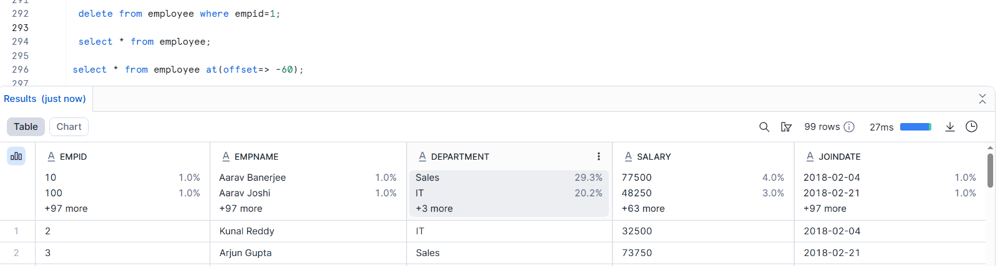 291
292 delete from employee where empid=1;
293
294 select * from employee;
295
296 select * from employee at(offset=> -60);
297
Results (just now)
Table Chart 99 rows 27ms
A EMPID A EMPNAME A DEPARTMENT A SALARY A JOINDATE
10 1.0% Aarav Banerjee 1.0% Sales 29.3% 77500 4.0% 2018-02-04 1.0%
100 1.0% Aarav Joshi 1.0% IT 20.2% 48250 3.0% 2018-02-21 1.0%
+97 more +97 more +3 more +63 more +97 more
1 2 Kunal Reddy IT 32500 2018-02-04
2 3 Arjun Gupta Sales 73750 2018-02-21